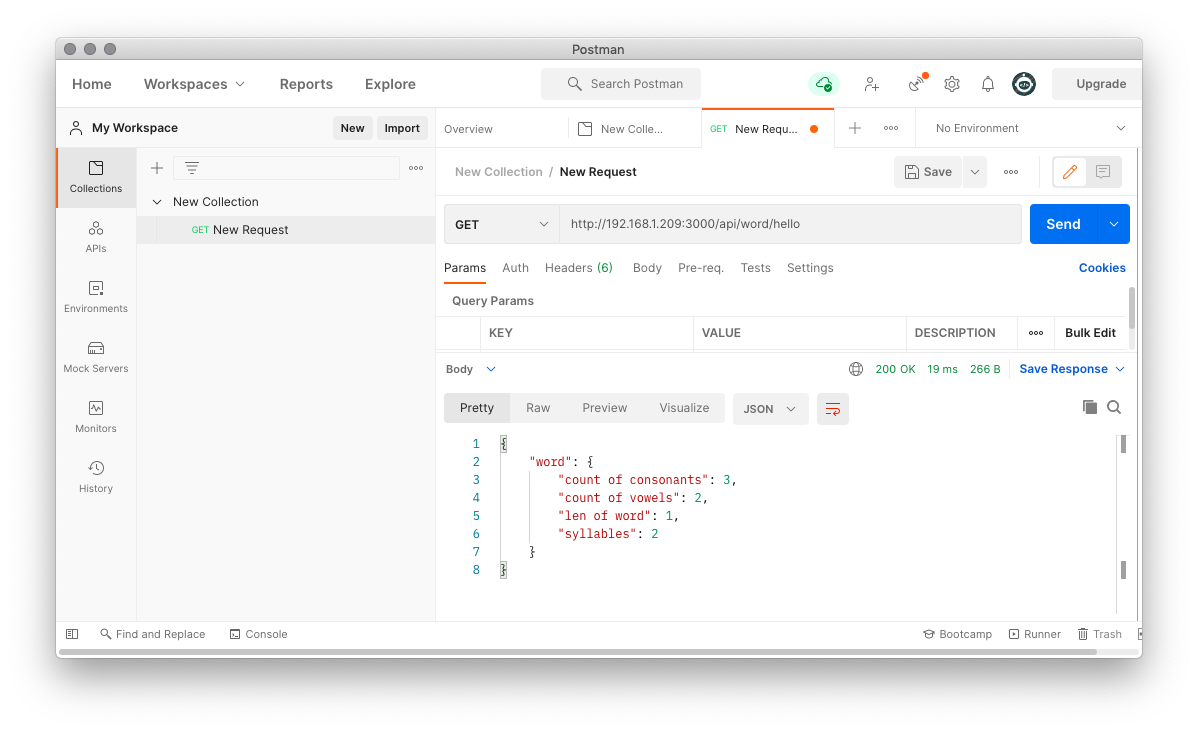 Postman
Home Workspaces Reports Explore Search Postman Upgrade
My Workspace New Import Overview New Colle... GET New Requ... No Environment
Collections
APIs
Environments
Mock Servers
Monitors
History
New Collection
GET New Request
New Collection / New Request Save
GET http://192.168.1.209:3000/api/word/hello Send
Params Auth Headers (6) Body Pre-req. Tests Settings Cookies
Query Params
KEY VALUE DESCRIPTION Bulk Edit
Body 200 OK 19 ms 266 B Save Response
Pretty Raw Preview Visualize JSON
1 {
2 "word": {
3 "count of consonants": 3,
4 "count of vowels": 2,
5 "len of word": 1,
6 "syllables": 2
7 }
8 }
Find and Replace Console Bootcamp Runner Trash